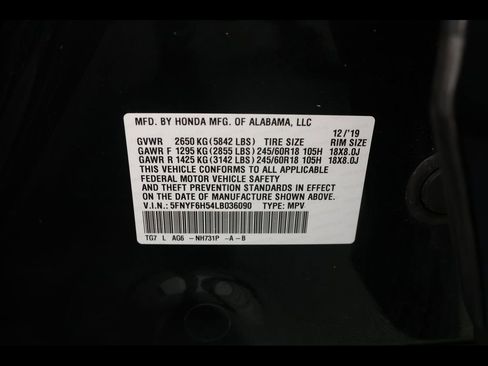 MFD. BY HONDA MFG. OF ALABAMA, LLC 12/'19
GVWR 2650 KG (5842 LBS) TIRE SIZE RIM SIZE
GAWR F 1295 KG (2855 LBS) 245/60R18 105H 18X8.0J
GAWR R 1425 KG (3142 LBS) 245/60R18 105H 18X8.0J
THIS VEHICLE CONFORMS TO ALL APPLICABLE
FEDERAL MOTOR VEHICLE SAFETY
AND THEFT PREVENTION STANDARDS IN EFFECT
ON THE DATE OF MANUFACTURE SHOWN ABOVE.
V.I.N.: 5FNYF6H54LB036090 TYPE: MPV
TG7 L AG6 -NH731P -A-B